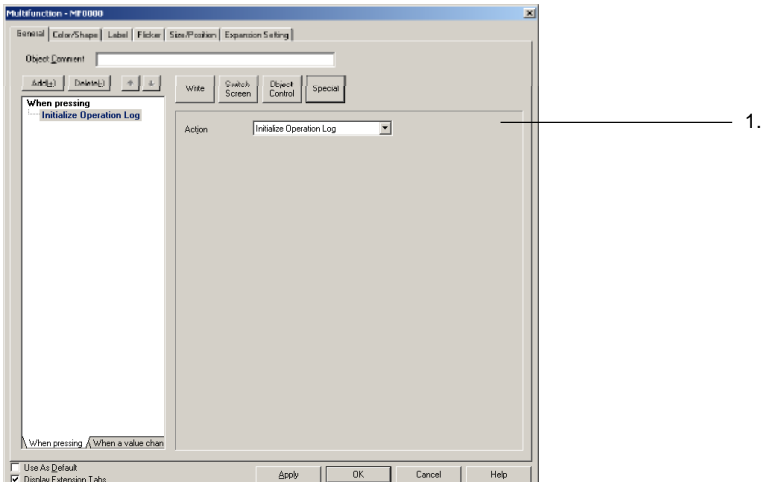 Multifunction - MF0000
General Color/Shape Label Flicker Size/Position Expansion Setting
Object Comment
Add(+) Delete(-)
Write Switch Screen Object Control Special
When pressing
Initialize Operation Log
Action Initialize Operation Log
1.
When pressing When a value chan
Use As Default
Display Extension Tabs
Apply OK Cancel Help